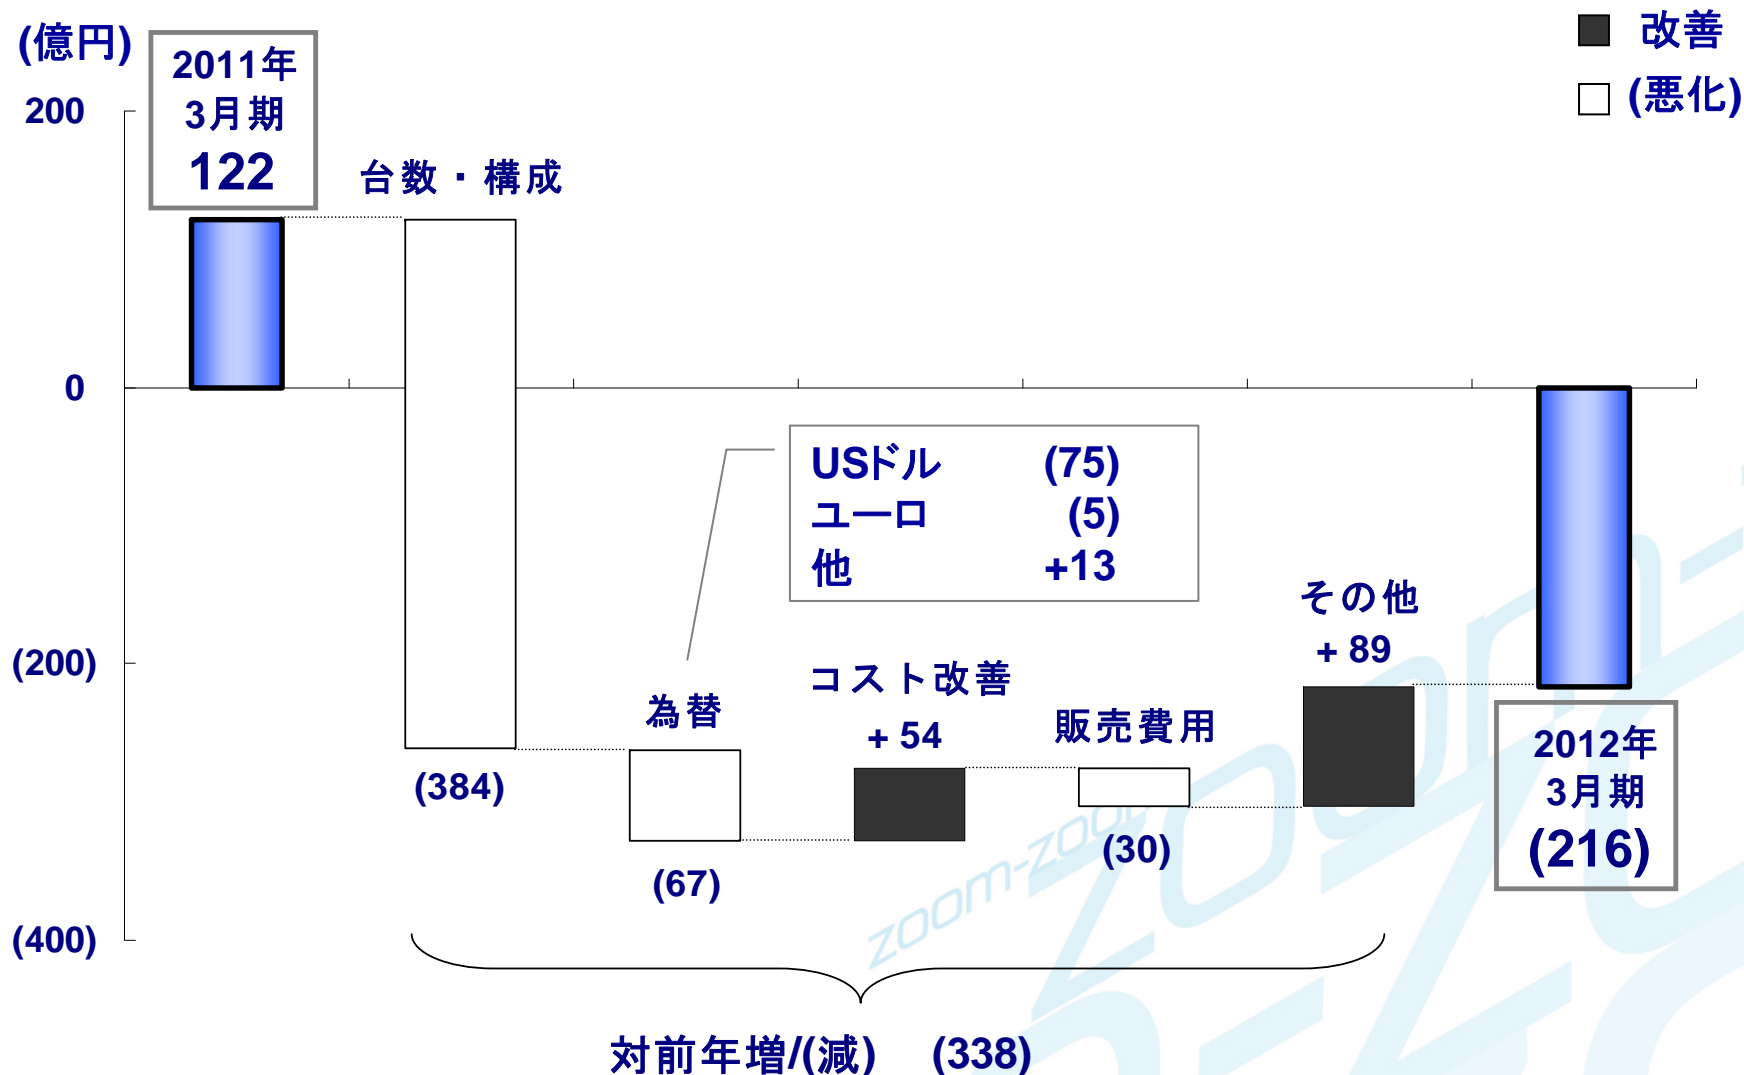 (億円)
改善
(悪化)
2011年
3月期
122
200
0
(200)
(400)
台数・構成
(384)
為替
(67)
USドル (75)
ユーロ (5)
他 +13
コスト改善
+ 54
販売費用
(30)
その他
+ 89
2012年
3月期
(216)
zoom-zoom
対前年増/(減) (338)